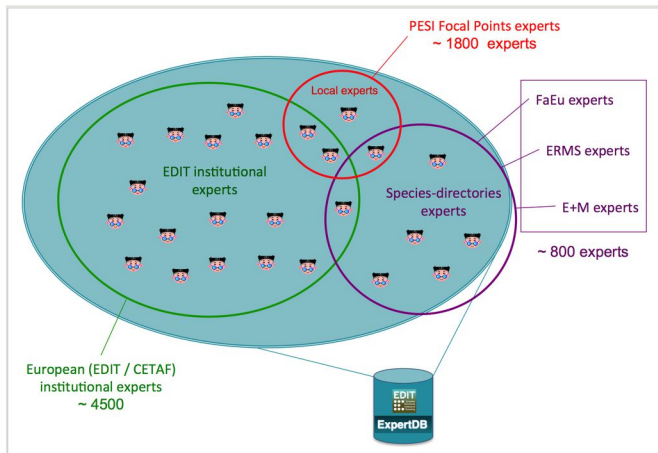 PESI Focal Points experts
~ 1800 experts
Local experts
FaEu experts
ERMS experts
E+M experts
~ 800 experts
EDIT institutional
experts
Species-directories
experts
European (EDIT / CETAF)
institutional experts
~ 4500
EDIT
ExpertDB